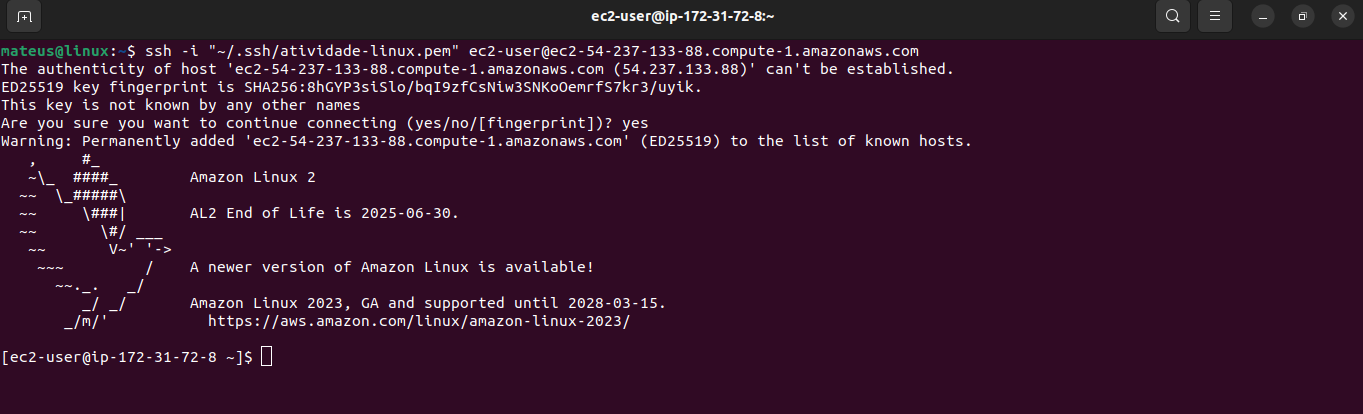 ec2-user@ip-172-31-72-8:~
mateus@linux:~$ ssh -i "~/.ssh/atividade-linux.pem" ec2-user@ec2-54-237-133-88.compute-1.amazonaws.com
The authenticity of host 'ec2-54-237-133-88.compute-1.amazonaws.com (54.237.133.88)' can't be established.
ED25519 key fingerprint is SHA256:8hGYP3siSlo/bqI9zfCsNiw3SNKoOemrfS7kr3/uyik.
This key is not known by any other names
Are you sure you want to continue connecting (yes/no/[fingerprint])? yes
Warning: Permanently added 'ec2-54-237-133-88.compute-1.amazonaws.com' (ED25519) to the list of known hosts.
   ,     #_
   ~\_  ####_        Amazon Linux 2
  ~~  \_#####\
  ~~     \###|       AL2 End of Life is 2025-06-30.
  ~~       \#/ ___
   ~~       V~' '->
    ~~~         /    A newer version of Amazon Linux is available!
      ~~._.   _/
         _/ _/       Amazon Linux 2023, GA and supported until 2028-03-15.
       _/m/'           https://aws.amazon.com/linux/amazon-linux-2023/
[ec2-user@ip-172-31-72-8 ~]$